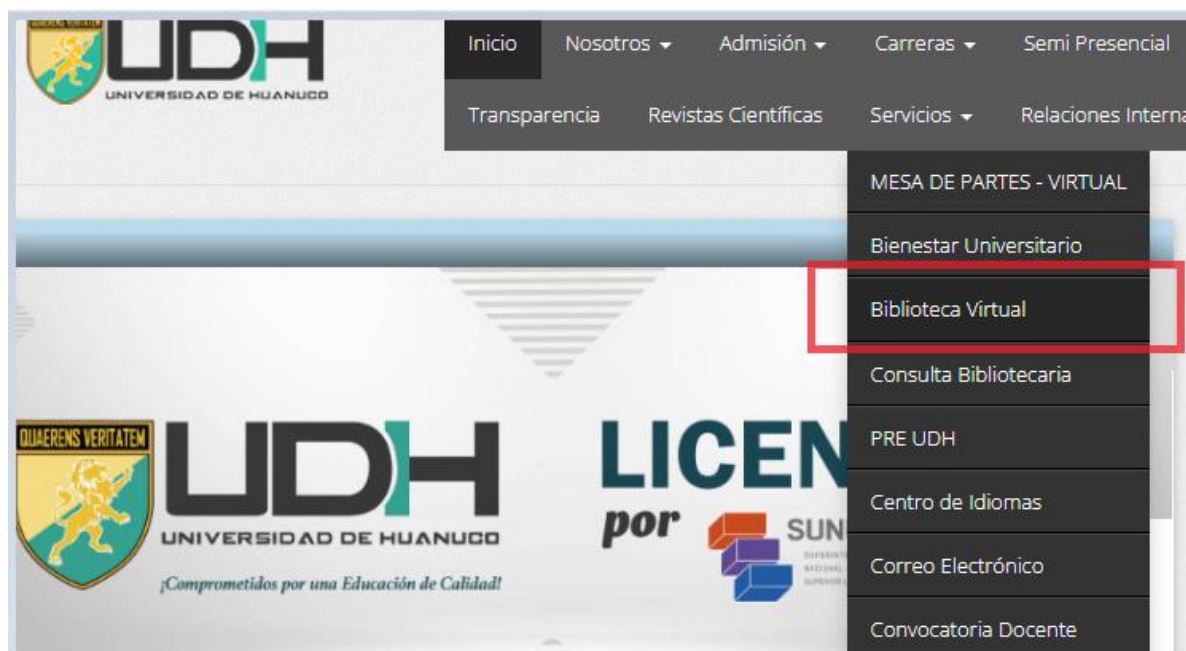 UDH
UNIVERSIDAD DE HUANUCO
Inicio Nosotros Admisión Carreras Semi Presencial
Transparencia Revistas Científicas Servicios Relaciones Interna
MESA DE PARTES - VIRTUAL
Bienestar Universitario
Biblioteca Virtual
Consulta Bibliotecaria
PRE UDH
Centro de Idiomas
Correo Electrónico
Convocatoria Docente
QUAERENS VERITATEM
UDH
UNIVERSIDAD DE HUANUCO
¡Comprometidos por una Educación de Calidad!
LICEN
por
SUN